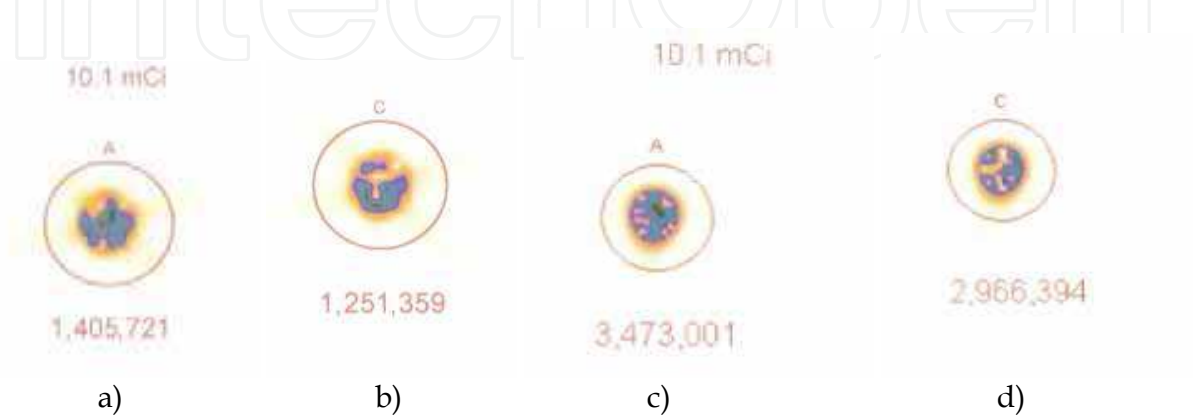 10.1 mCi
A
1,405,721
a)
C
1,251,359
b)
10.1 mCi
A
3,473,001
c)
C
2,966,394
d)